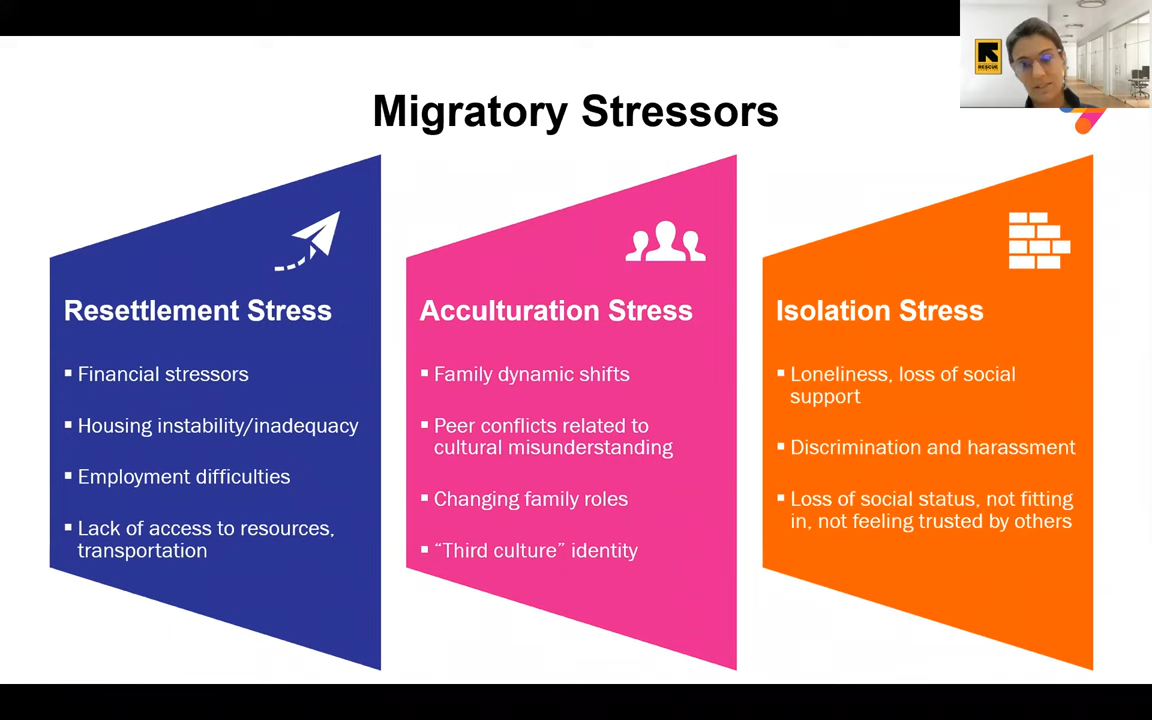 Migratory Stressors
RESCUE
Resettlement Stress
▪ Financial stressors
▪ Housing instability/inadequacy
▪ Employment difficulties
▪ Lack of access to resources,
transportation
Acculturation Stress
▪ Family dynamic shifts
▪ Peer conflicts related to
cultural misunderstanding
▪ Changing family roles
▪ “Third culture” identity
Isolation Stress
▪ Loneliness, loss of social
support
▪ Discrimination and harassment
▪ Loss of social status, not fitting
in, not feeling trusted by others